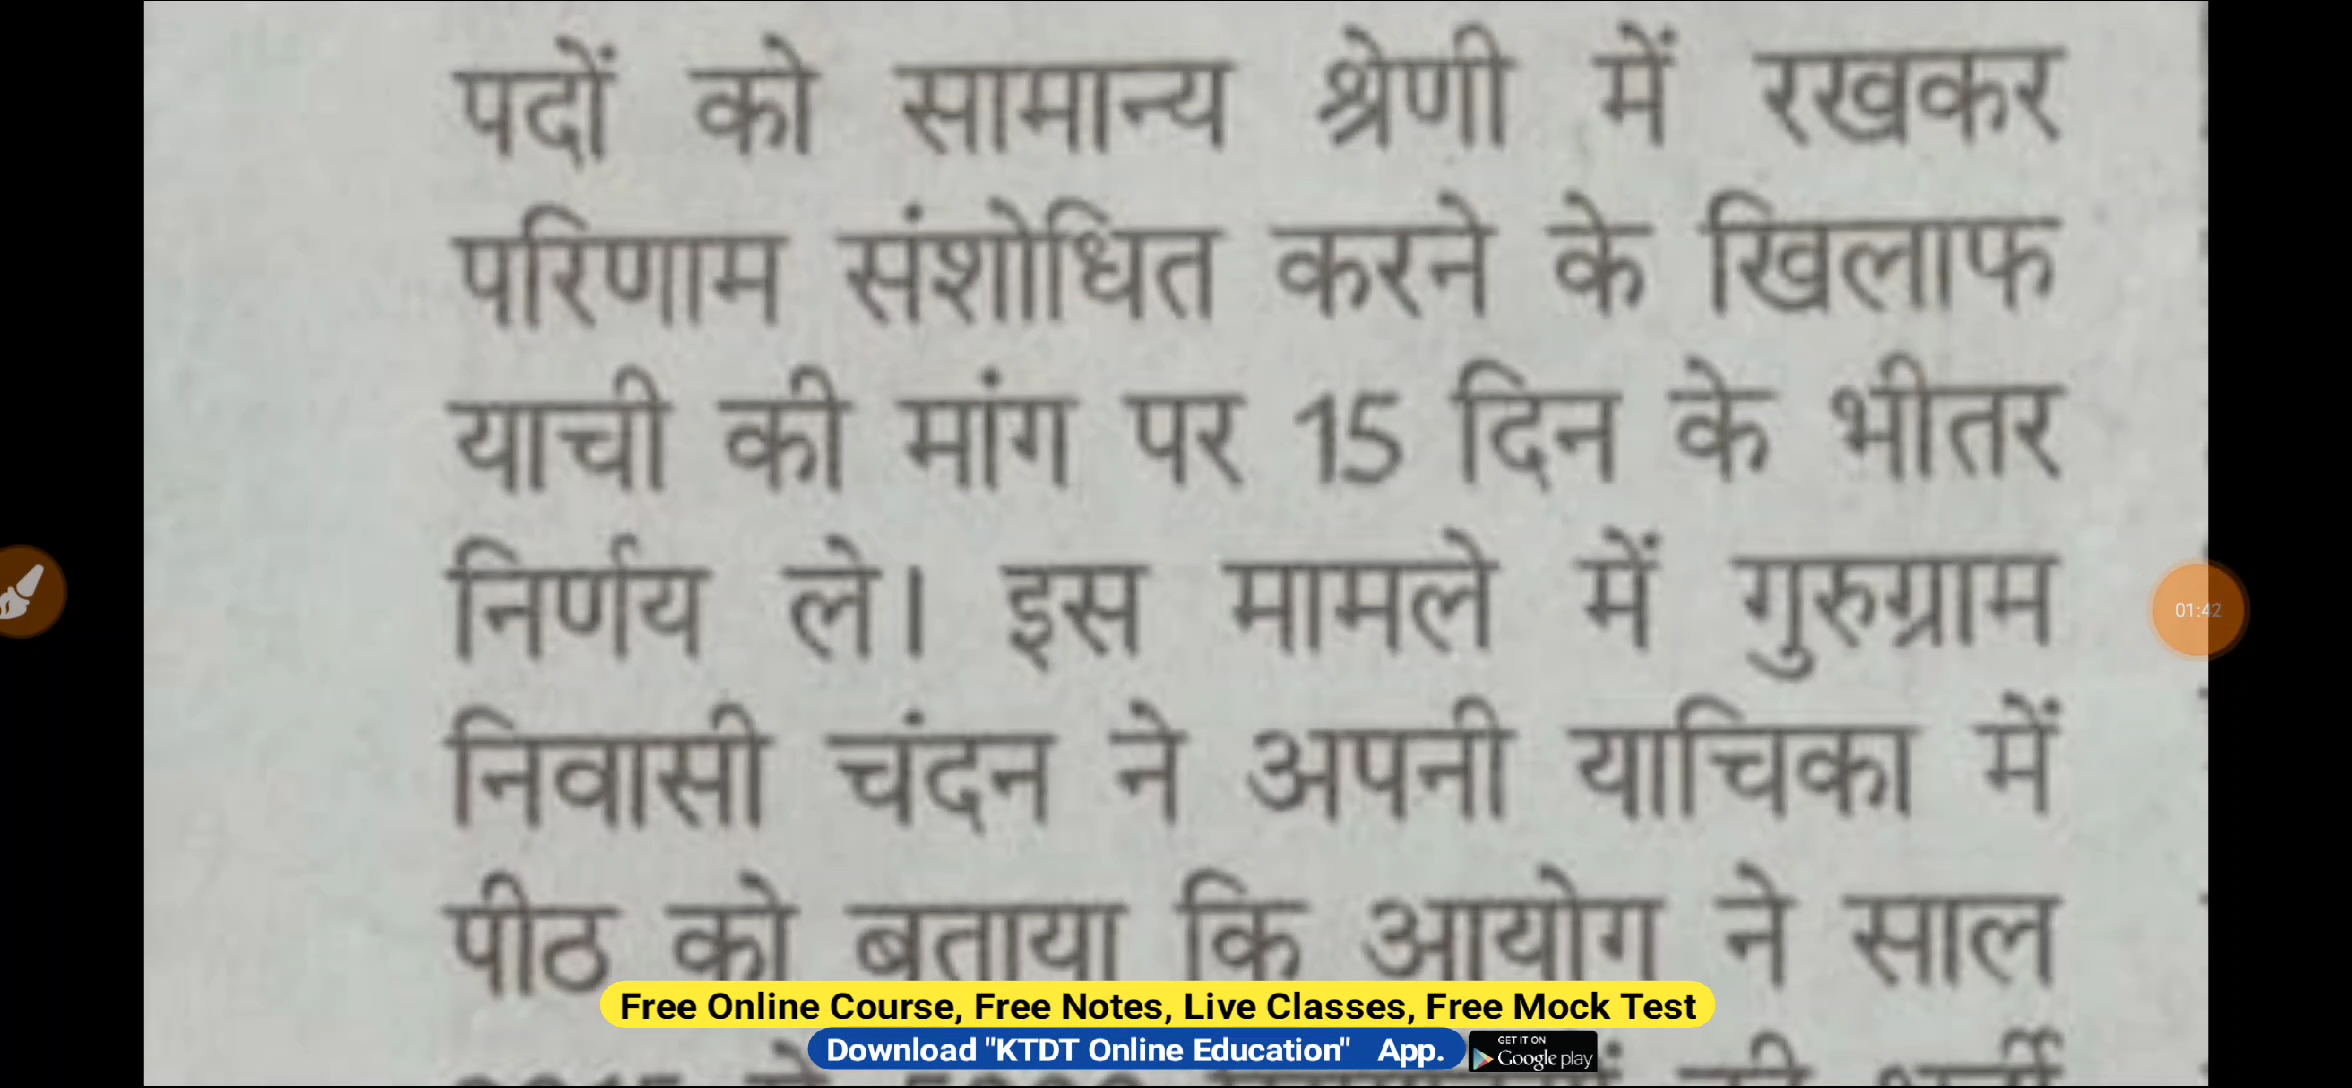 पदों को सामान्य श्रेणी में रखकर
परिणाम संशोधित करने के खिलाफ
याची की मांग पर 15 दिन के भीतर
निर्णय ले। इस मामले में गुरुग्राम
निवासी चंदन ने अपनी याचिका में
पीठ को बताया कि आयोग ने साल
01:42
Free Online Course, Free Notes, Live Classes, Free Mock Test
Download "KTDT Online Education" App.
GET IT ON
Google play